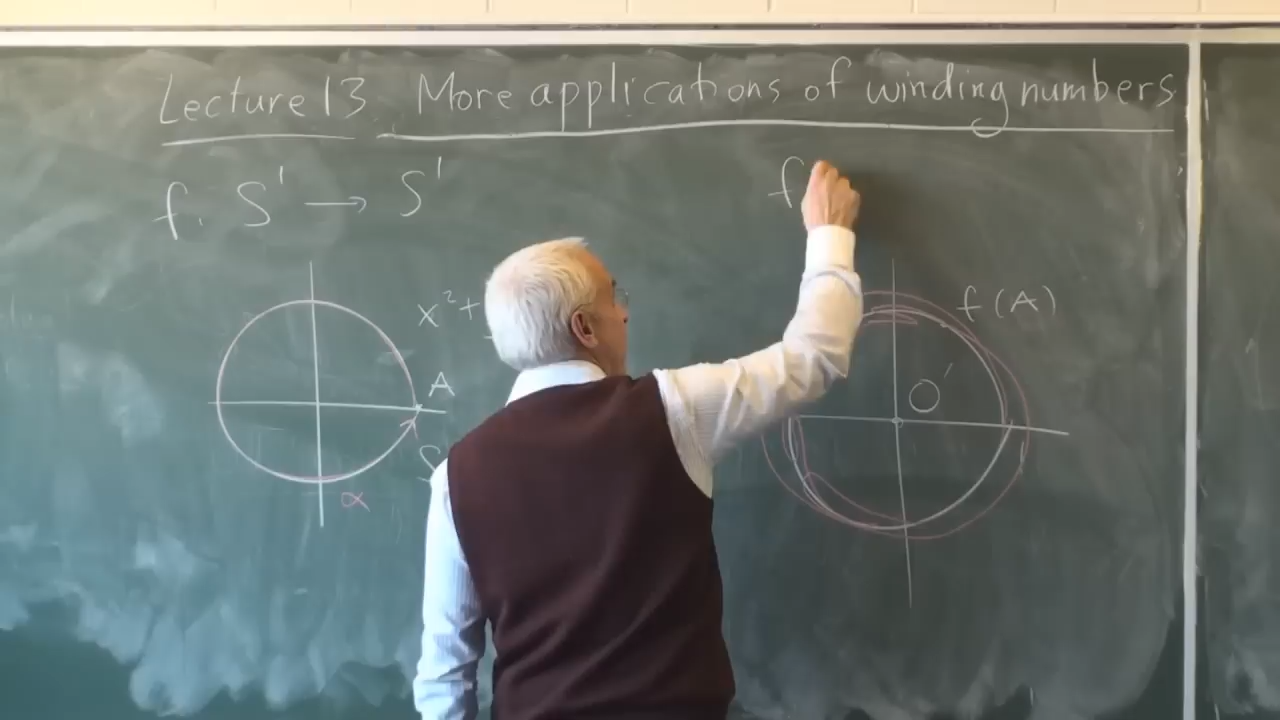 Lecture 13 More applications of winding numbers
f. S¹ → S¹
f
x²+
f(A)
A
O'
S
α